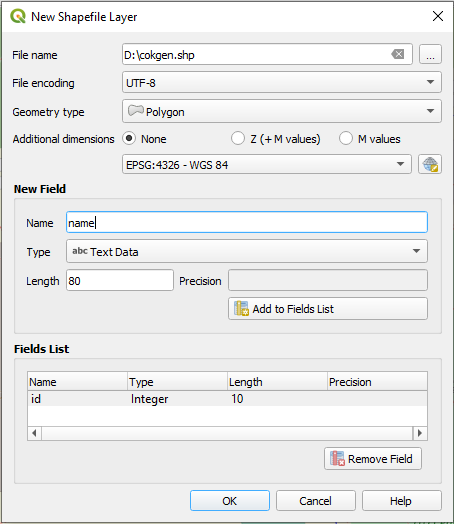 New Shapefile Layer
File name D:\cokgen.shp ...
File encoding UTF-8
Geometry type Polygon
Additional dimensions None Z (+ M values) M values
EPSG:4326 - WGS 84
New Field
Name name
Type abc Text Data
Length 80 Precision
Add to Fields List
Fields List
Name Type Length Precision
id Integer 10
Remove Field
OK Cancel Help